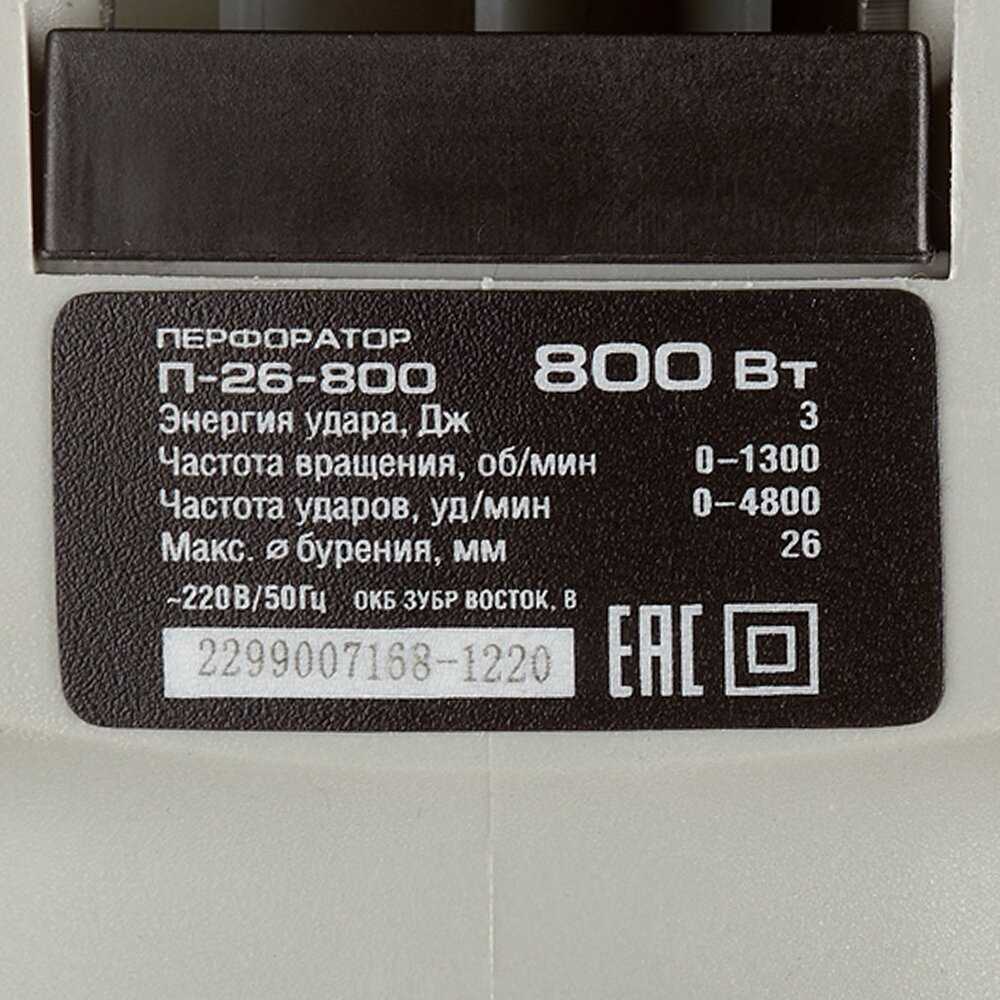 ПЕРФОРАТОР
П-26-800 800 Вт
Энергия удара, Дж 3
Частота вращения, об/мин 0-1300
Частота ударов, уд/мин 0-4800
Макс. ⌀ бурения, мм 26
~220В/50Гц ОКБ ЗУБР ВОСТОК, В
2299007168-1220
ЕАС